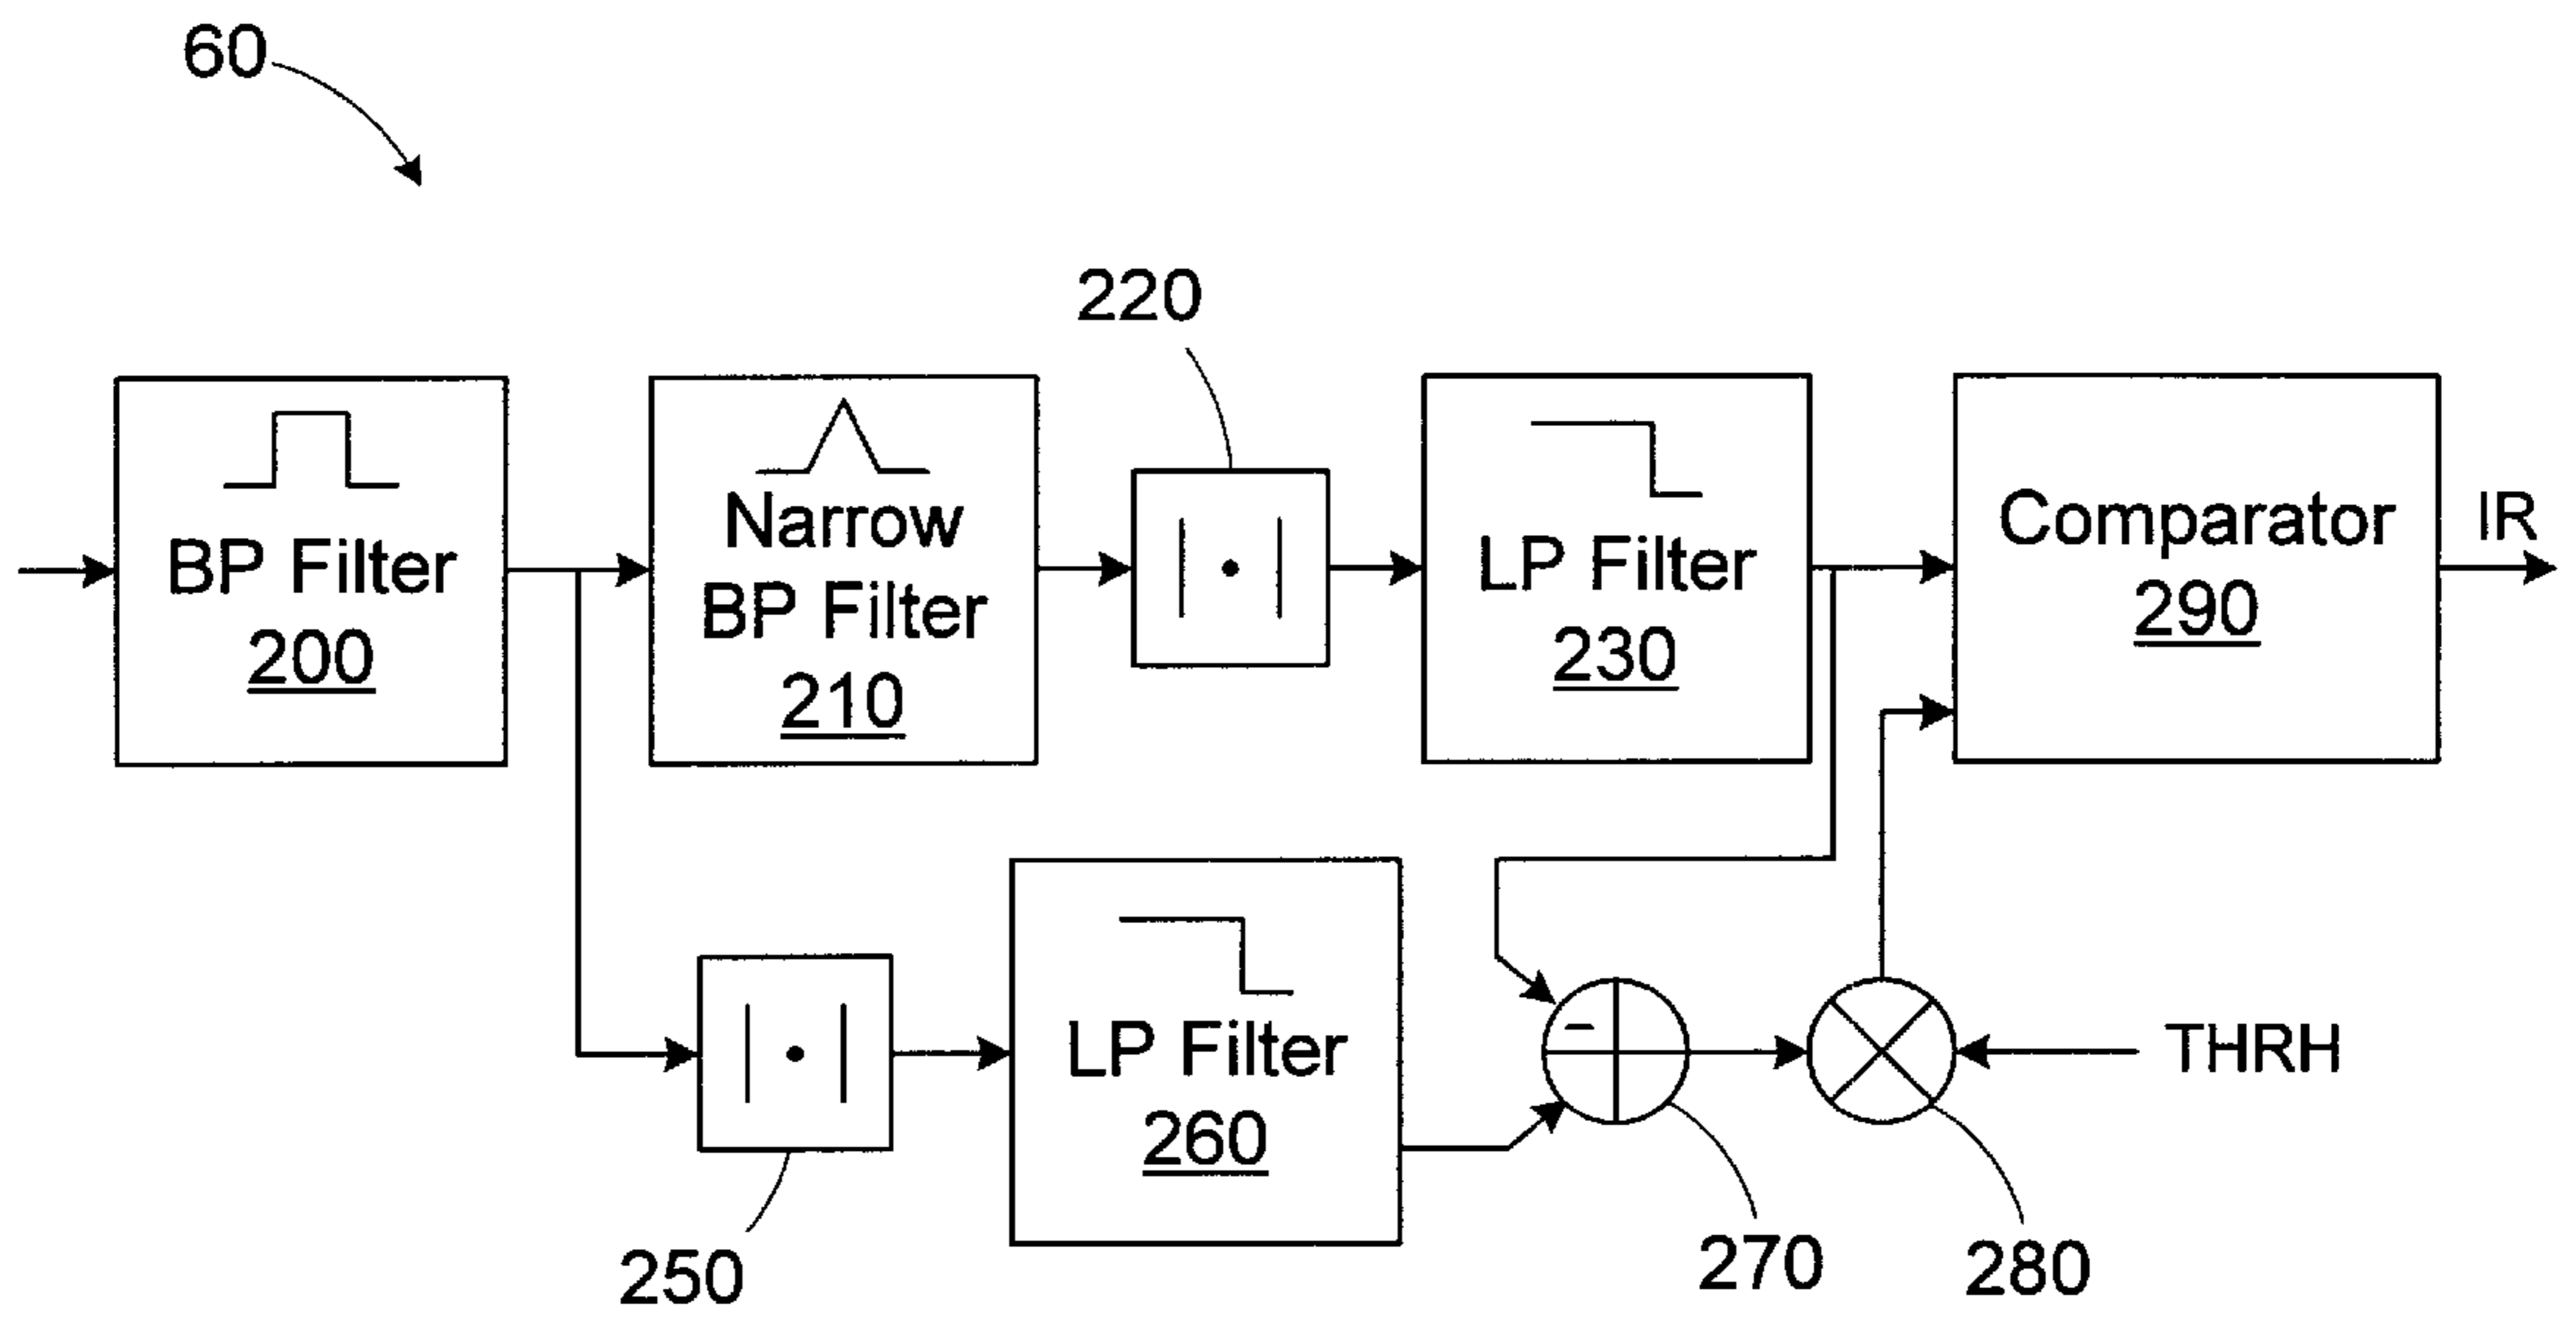 60
220
BP Filter
200
Narrow
BP Filter
210
LP Filter
230
Comparator
290
IR
LP Filter
260
-
THRH
250
270
280